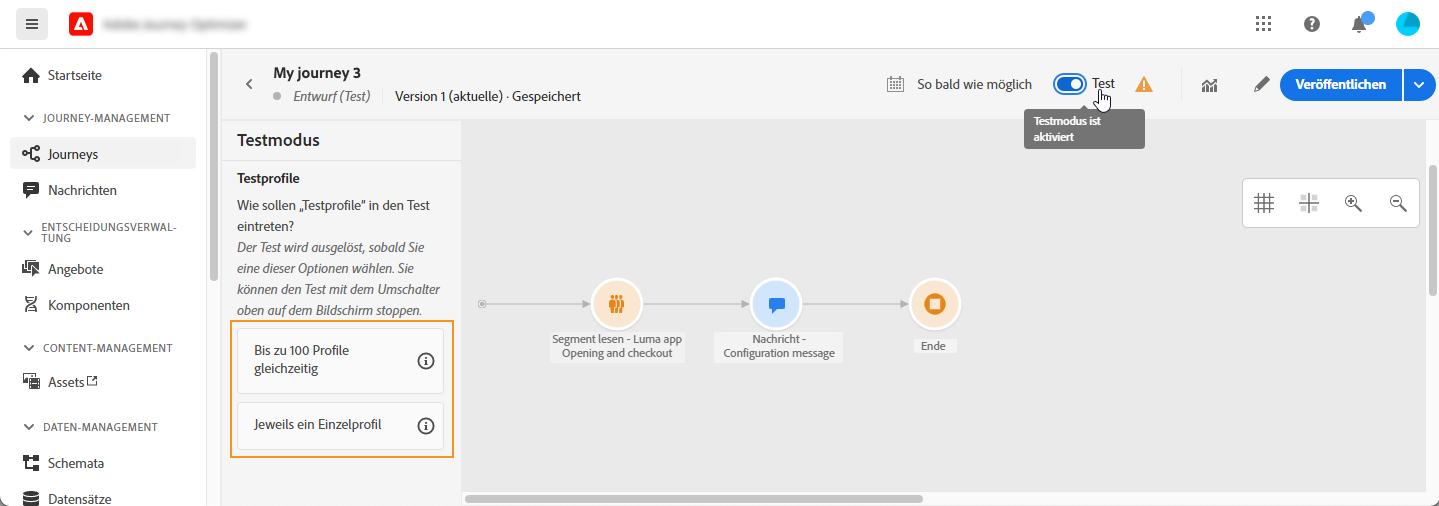 My journey 3
Entwurf (Test)
Version 1 (aktuelle) · Gespeichert
So bald wie möglich
Test
Veröffentlichen
Testmodus ist
aktiviert
Startseite
JOURNEY-MANAGEMENT
Journeys
Nachrichten
ENTSCHEIDUNGSVERWAL-
TUNG
Angebote
Komponenten
CONTENT-MANAGEMENT
Assets
DATEN-MANAGEMENT
Schemata
Datensätze
Testmodus
Testprofile
Wie sollen „Testprofile“ in den Test
eintreten?
Der Test wird ausgelöst, sobald Sie
eine dieser Optionen wählen. Sie
können den Test mit dem Umschalter
oben auf dem Bildschirm stoppen.
Bis zu 100 Profile
gleichzeitig
Jeweils ein Einzelprofil
Segment lesen - Luma app
Opening and checkout
Nachricht -
Configuration message
Ende